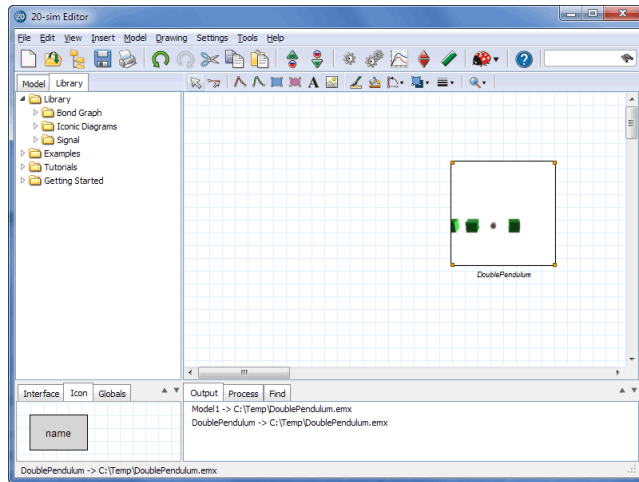 20-sim Editor
File Edit View Insert Model Drawing Settings Tools Help
Model Library
Library
Bond Graph
Iconic Diagrams
Signal
Examples
Tutorials
Getting Started
DoublePendulum
Interface Icon Globals
Output Process Find
name
Model1 -> C:\Temp\DoublePendulum.emx
DoublePendulum -> C:\Temp\DoublePendulum.emx
DoublePendulum -> C:\Temp\DoublePendulum.emx